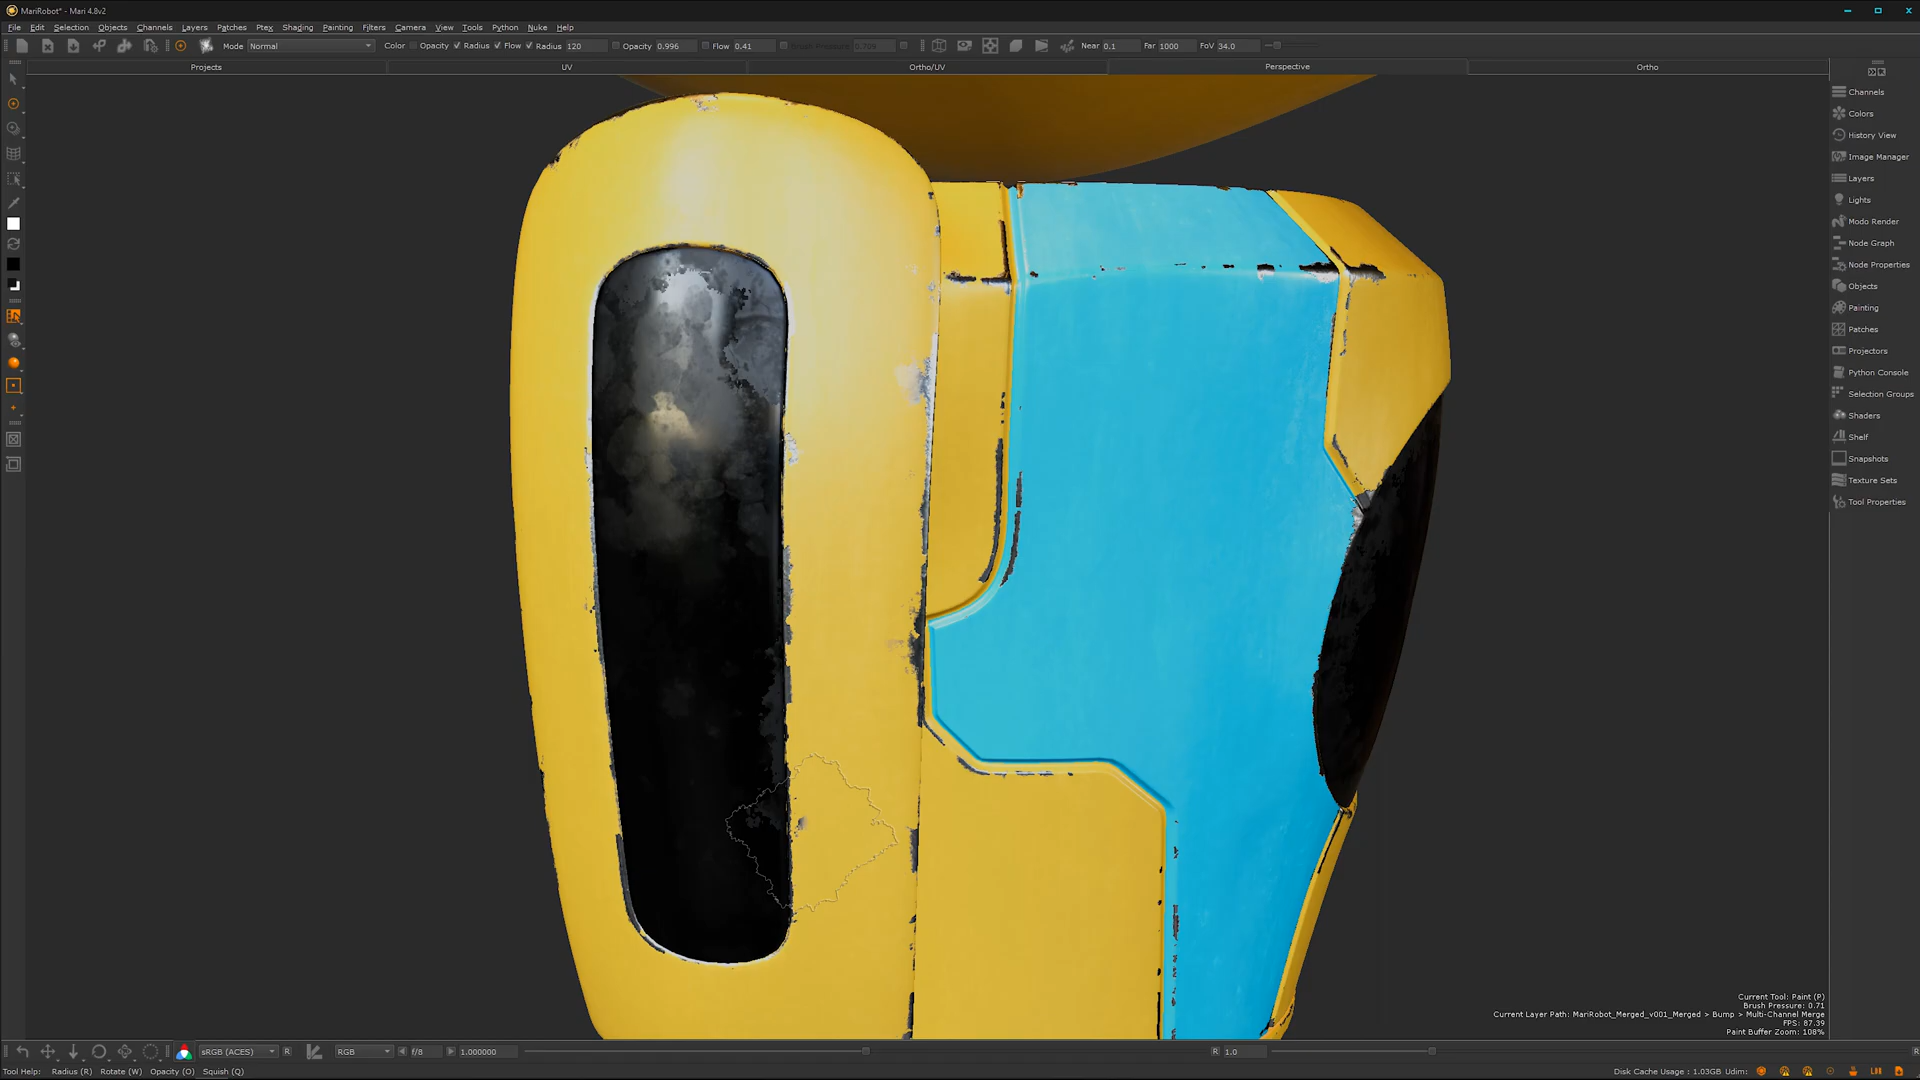 MariRobot* - Mari 4.8v2
File Edit Selection Objects Channels Layers Patches Ptex Shading Painting Filters Camera View Tools Python Nuke Help
Mode Normal Color Opacity Radius Flow Radius 120 Opacity 0.996 Flow 0.41 Brush Pressure 0.709 Near 0.1 Far 1000 FoV 34.0
Projects UV Ortho/UV Perspective Ortho
Channels
Colors
History View
Image Manager
Layers
Lights
Modo Render
Node Graph
Node Properties
Objects
Painting
Patches
Projectors
Python Console
Selection Groups
Shaders
Shelf
Snapshots
Texture Sets
Tool Properties
Current Tool: Paint (P)
Brush Pressure: 0.71
Current Layer Path: MariRobot_Merged_v001_Merged > Bump > Multi-Channel Merge
FPS: 87.39
Paint Buffer Zoom: 108%
sRGB (ACES) R RGB f/8 1.000000 R 1.0 R
Tool Help: Radius (R) Rotate (W) Opacity (O) Squish (Q) Disk Cache Usage : 1.03GB Udim: